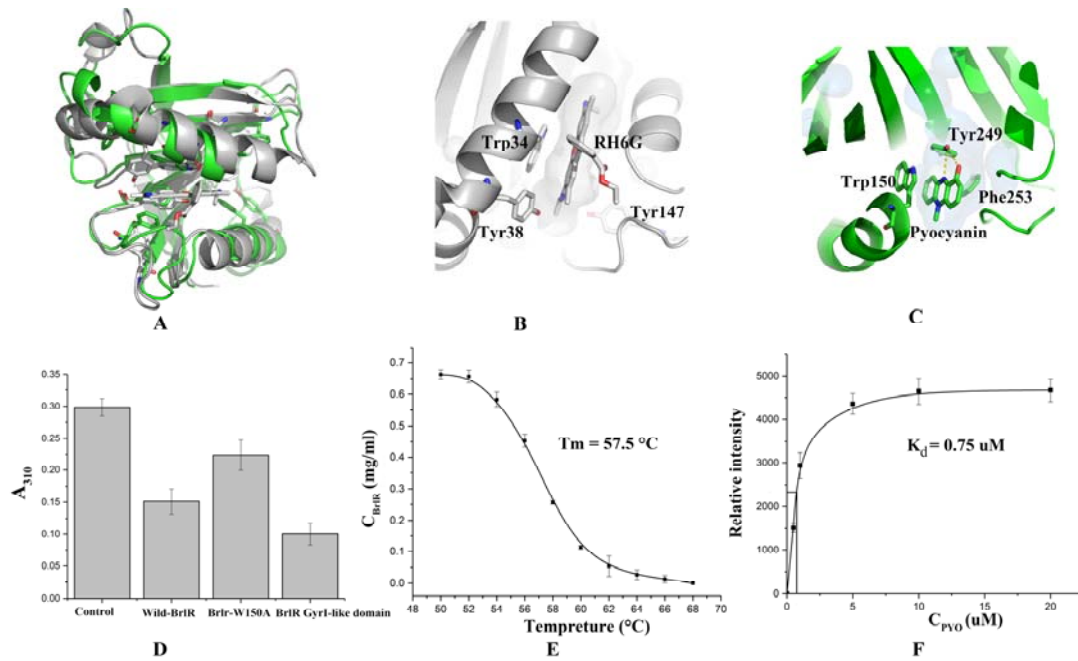 A
Trp34
RH6G
Tyr38
Tyr147
B
Tyr249
Trp150
Phe253
Pyocyanin
C
0.35
0.30
0.25
0.20
0.15
0.10
0.05
0.00
A310
Control
Wild-BrlR
Brlr-W150A
BrlR GyrI-like domain
D
0.7
0.6
0.5
0.4
0.3
0.2
0.1
0.0
C BrlR (mg/ml)
Tm = 57.5 °C
48 50 52 54 56 58 60 62 64 66 68 70
Tempreture (°C)
E
5000
4000
3000
2000
1000
0
Relative intensity
Kd = 0.75 uM
0 5 10 15 20
CPYO (uM)
F